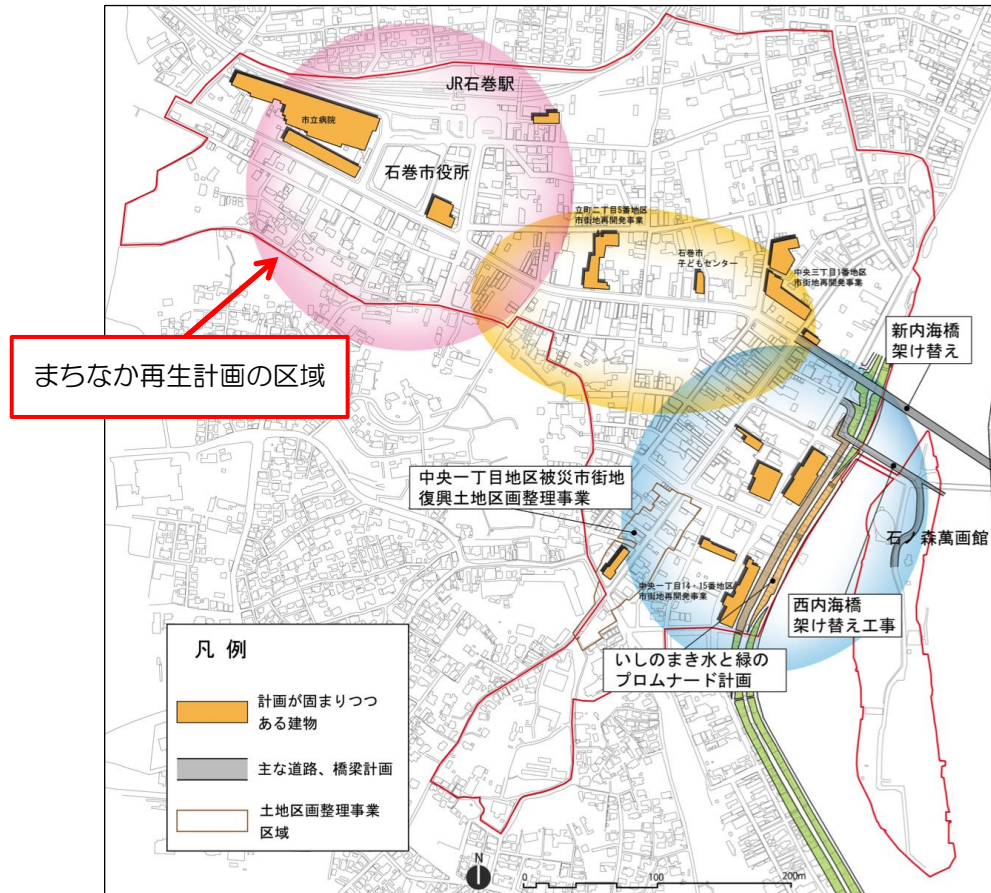 JR石巻駅
市立病院
石巻市役所
立町二丁目5番地区
市街地再開発事業
石巻市
子どもセンター
中央三丁目1番地区
市街地再開発事業
まちなか再生計画の区域
新内海橋
架け替え
中央一丁目地区被災市街地
復興土地区画整理事業
石ノ森萬画館
中央一丁目14・15番地区
市街地再開発事業
西内海橋
架け替え工事
いしのまき水と緑の
プロムナード計画
凡 例
計画が固まりつつ
ある建物
主な道路、橋梁計画
土地区画整理事業
区域
N
0 100 200m